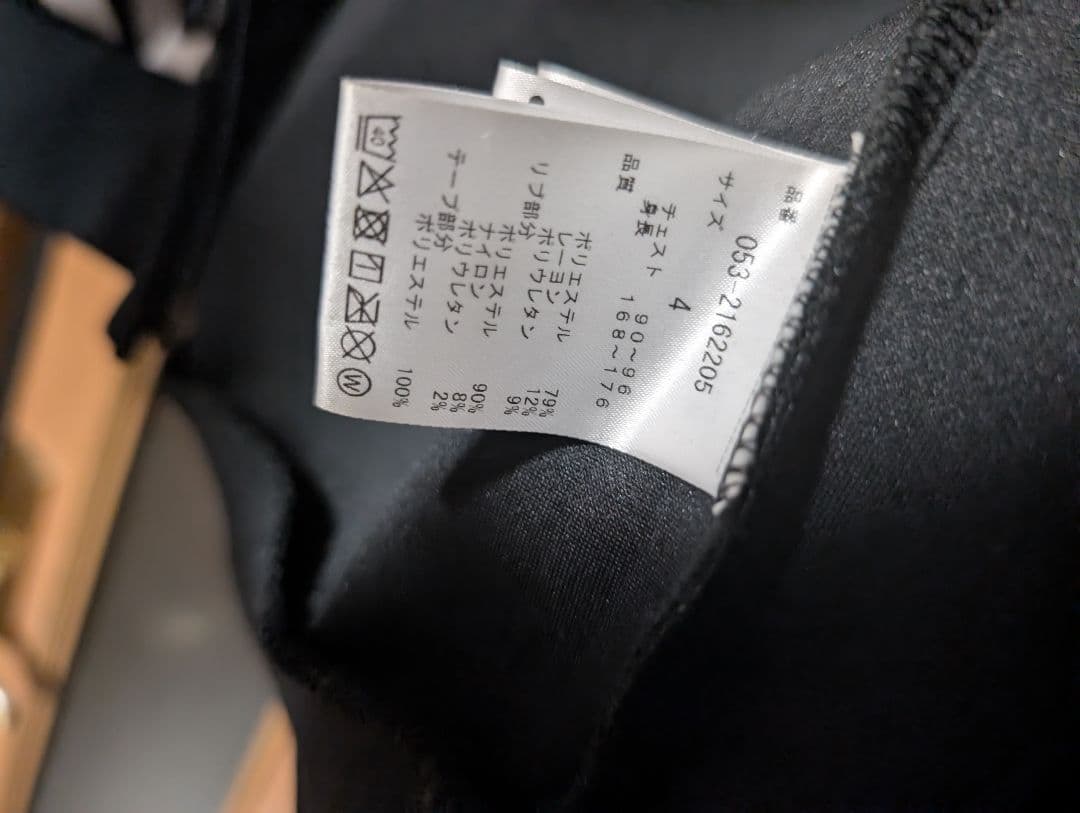 品番 053-2162205
サイズ 4
チェスト 90~96
身長 168~176
品質
ポリエステル 79%
レーヨン 12%
ポリウレタン 9%
リブ部分
ポリエステル 90%
ナイロン 8%
ポリウレタン 2%
テープ部分
ポリエステル 100%
40
W